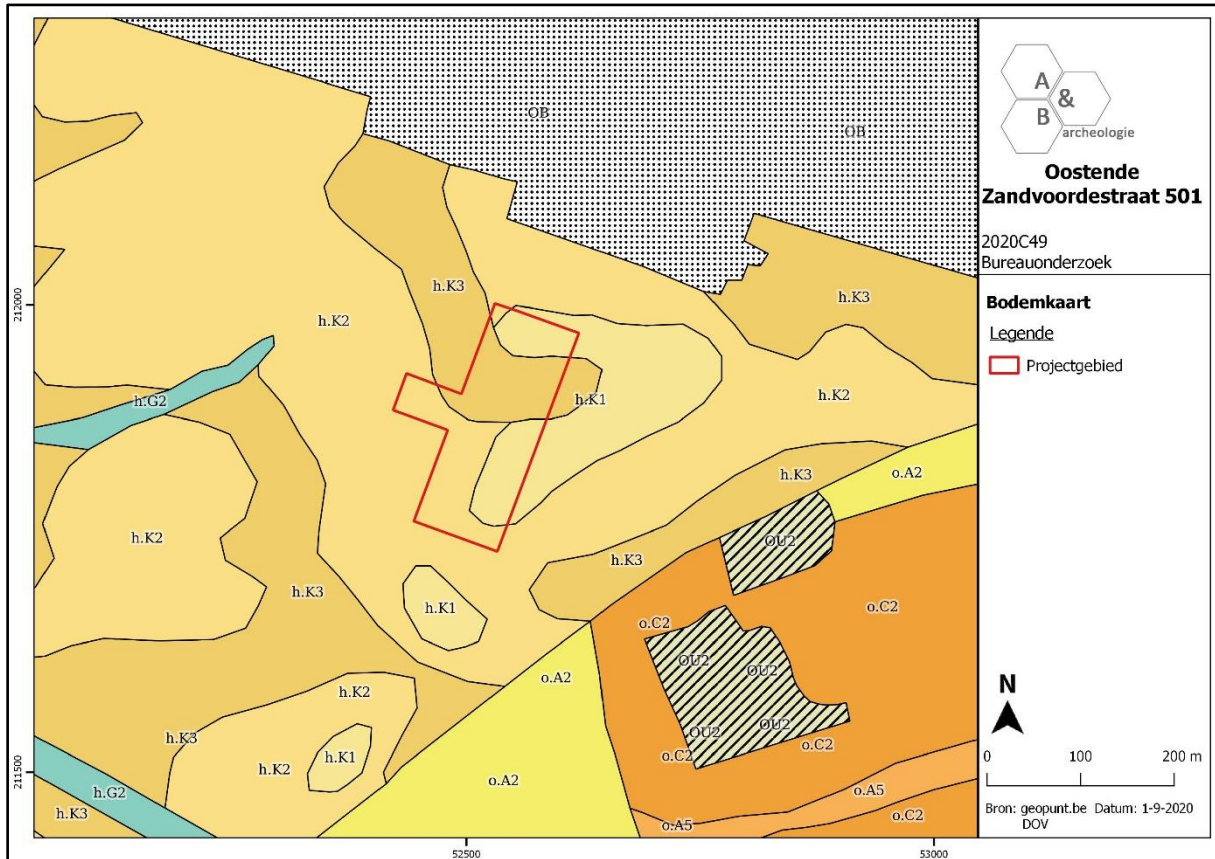 A
&
B
archeologie
Oostende
Zandvoordestraat 501
2020C49
Bureauonderzoek
Bodemkaart
Legende
Projectgebied
N
0 100 200 m
Bron: geopunt.be Datum: 1-9-2020
DOV
OB
OB
h.K3
h.K3
h.K2
212000
h.G2
h.K1
h.K2
o.A2
h.K3
h.K2
OU2
h.K3
h.K3
h.K1
o.C2
o.C2
OU2
OU2
o.A2
h.K2
h.K3
OU2
OU2
h.K2
h.K1
o.C2
o.C2
211500
o.A2
h.G2
h.K3
o.A5
o.A5
o.C2
52500
53000